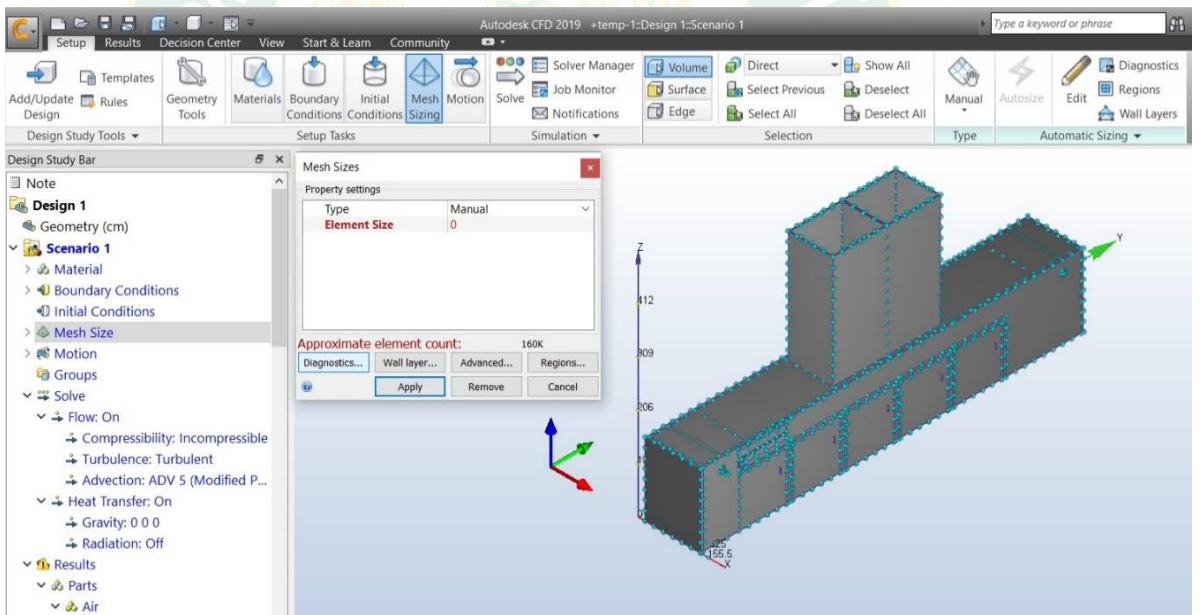 Autodesk CFD 2019 +temp-1::Design 1::Scenario 1
Type a keyword or phrase
Setup Results Decision Center View Start & Learn Community
Add/Update Design
Templates
Rules
Geometry Tools
Materials
Boundary Conditions
Initial Conditions
Mesh Sizing
Motion
Solve
Solver Manager
Job Monitor
Notifications
Volume
Surface
Edge
Direct
Select Previous
Select All
Show All
Deselect
Deselect All
Manual
Autosize
Edit
Diagnostics
Regions
Wall Layers
Design Study Tools
Setup Tasks
Simulation
Selection
Type
Automatic Sizing
Design Study Bar
Note
Design 1
Geometry (cm)
Scenario 1
Material
Boundary Conditions
Initial Conditions
Mesh Size
Motion
Groups
Solve
Flow: On
Compressibility: Incompressible
Turbulence: Turbulent
Advection: ADV 5 (Modified P...
Heat Transfer: On
Gravity: 0 0 0
Radiation: Off
Results
Parts
Air
Mesh Sizes
Property settings
Type Manual
Element Size 0
Approximate element count: 160K
Diagnostics... Wall layer... Advanced... Regions...
Apply Remove Cancel
Z
412
309
206
Y
155.5
X